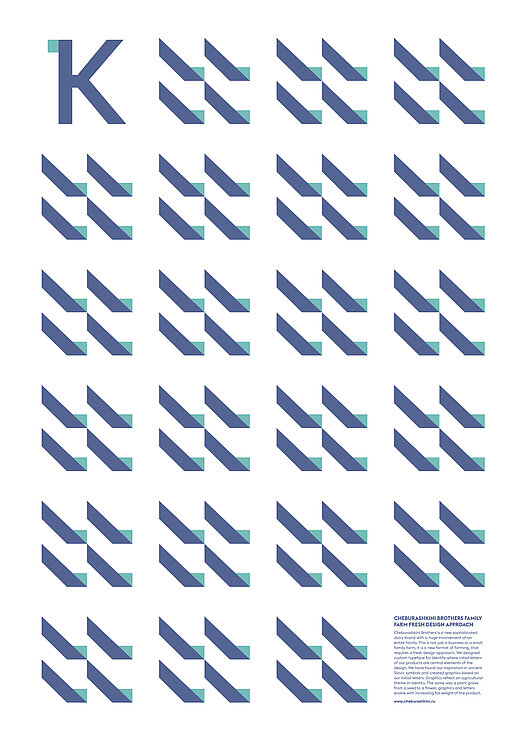 K
CHEBURASHKINI BROTHERS FAMILY
FARM FRESH DESIGN APPROACH
Cheburashkini Brothers is a new sophisticated
dairy brand with a huge involvement of an
entire family. This is not just a business or a small
family farm, it is a new format of farming, that
requires a fresh design approach. We designed
custom typeface for identity where initial letters
of our products are central elements of the
design. We have found our inspiration in ancient
Slavic symbols and created graphics based on
our initial letters. Graphics reflect an agricultural
theme in identity. The same way a plant grows
from a seed to a flower, graphics and letters
evolve with increasing fat weight of the product.
www.cheburashkini.ru